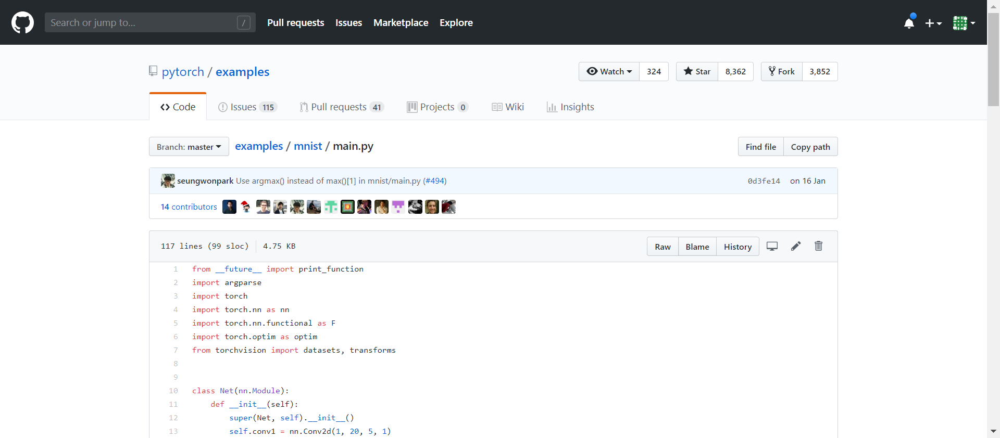 Search or jump to... / Pull requests Issues Marketplace Explore
pytorch / examples Watch 324 Star 8,362 Fork 3,852
Code Issues 115 Pull requests 41 Projects 0 Wiki Insights
Branch: master examples / mnist / main.py Find file Copy path
seungwonpark Use argmax() instead of max()[1] in mnist/main.py (#494) 0d3fe14 on 16 Jan
14 contributors
117 lines (99 sloc) 4.75 KB Raw Blame History
1 from __future__ import print_function
2 import argparse
3 import torch
4 import torch.nn as nn
5 import torch.nn.functional as F
6 import torch.optim as optim
7 from torchvision import datasets, transforms
8
9
10 class Net(nn.Module):
11     def __init__(self):
12         super(Net, self).__init__()
13         self.conv1 = nn.Conv2d(1, 20, 5, 1)